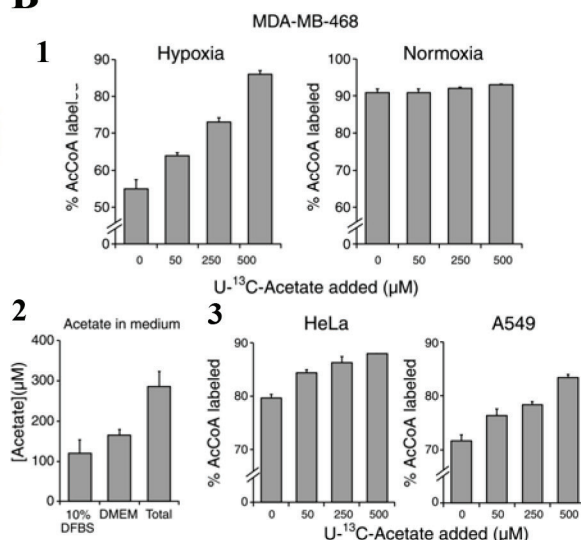 B
MDA-MB-468
1
Hypoxia
Normoxia
% AcCoA labeled
90
80
70
60
50
0
0 50 250 500
% AcCoA labeled
100
90
80
70
60
0
0 50 250 500
U-¹³C-Acetate added (µM)
2
Acetate in medium
[Acetate](µM)
400
300
200
100
0
10% DMEM Total
DFBS
3
HeLa
A549
% AcCoA labeled
90
80
70
0
0 50 250 500
% AcCoA labeled
90
80
70
0
0 50 250 500
U-¹³C-Acetate added (µM)